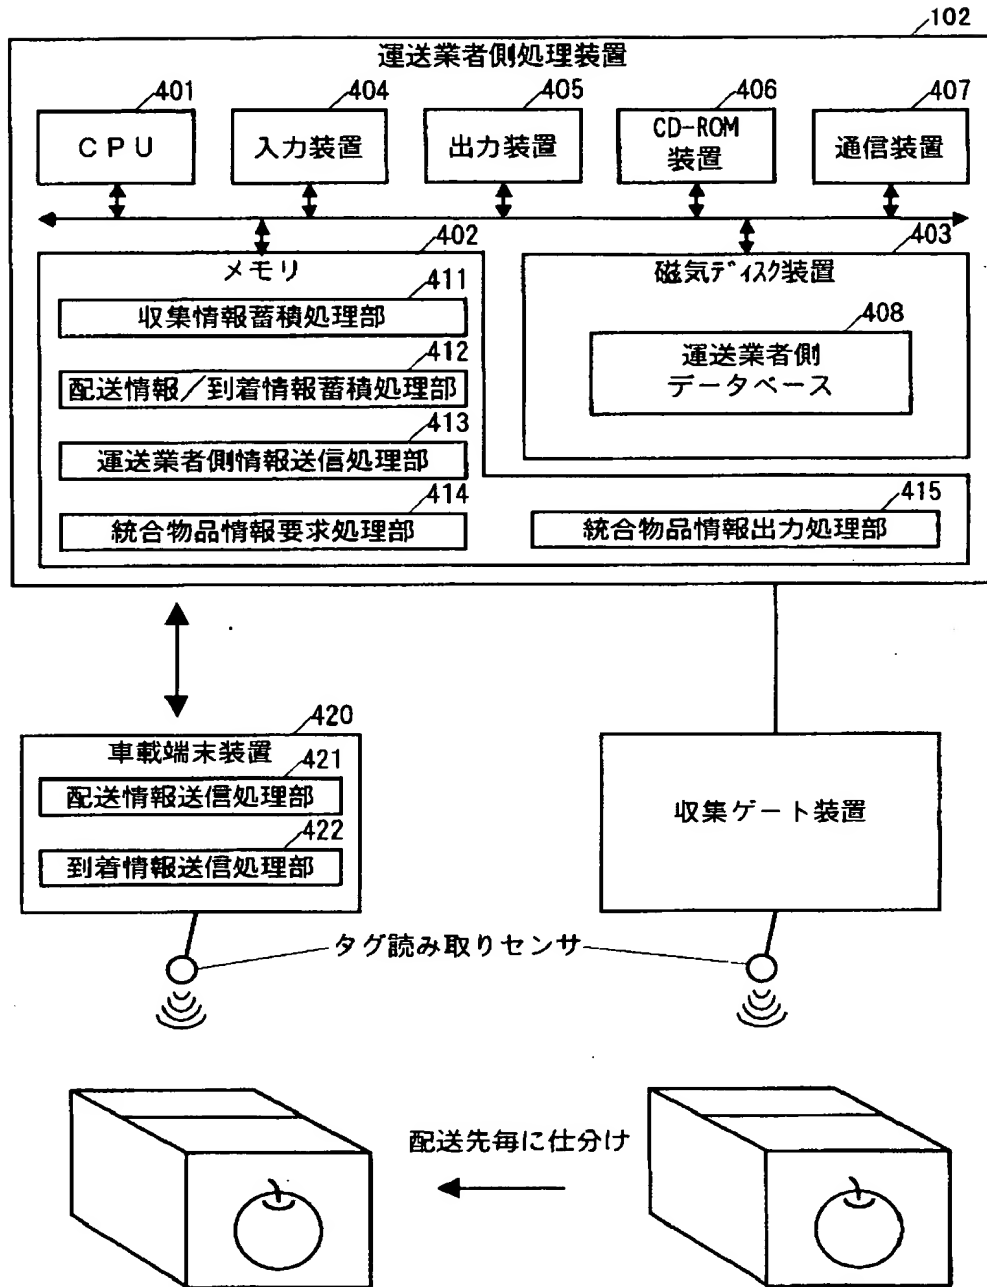 102
運送業者側処理装置
401
404
405
406
407
CPU
入力装置
出力装置
CD-ROM
装置
通信装置
402
403
メモリ
磁気ディスク装置
411
収集情報蓄積処理部
408
運送業者側
データベース
412
配送情報/到着情報蓄積処理部
413
運送業者側情報送信処理部
414
統合物品情報要求処理部
415
統合物品情報出力処理部
420
車載端末装置
421
配送情報送信処理部
422
到着情報送信処理部
収集ゲート装置
タグ読み取りセンサ
配送先毎に仕分け